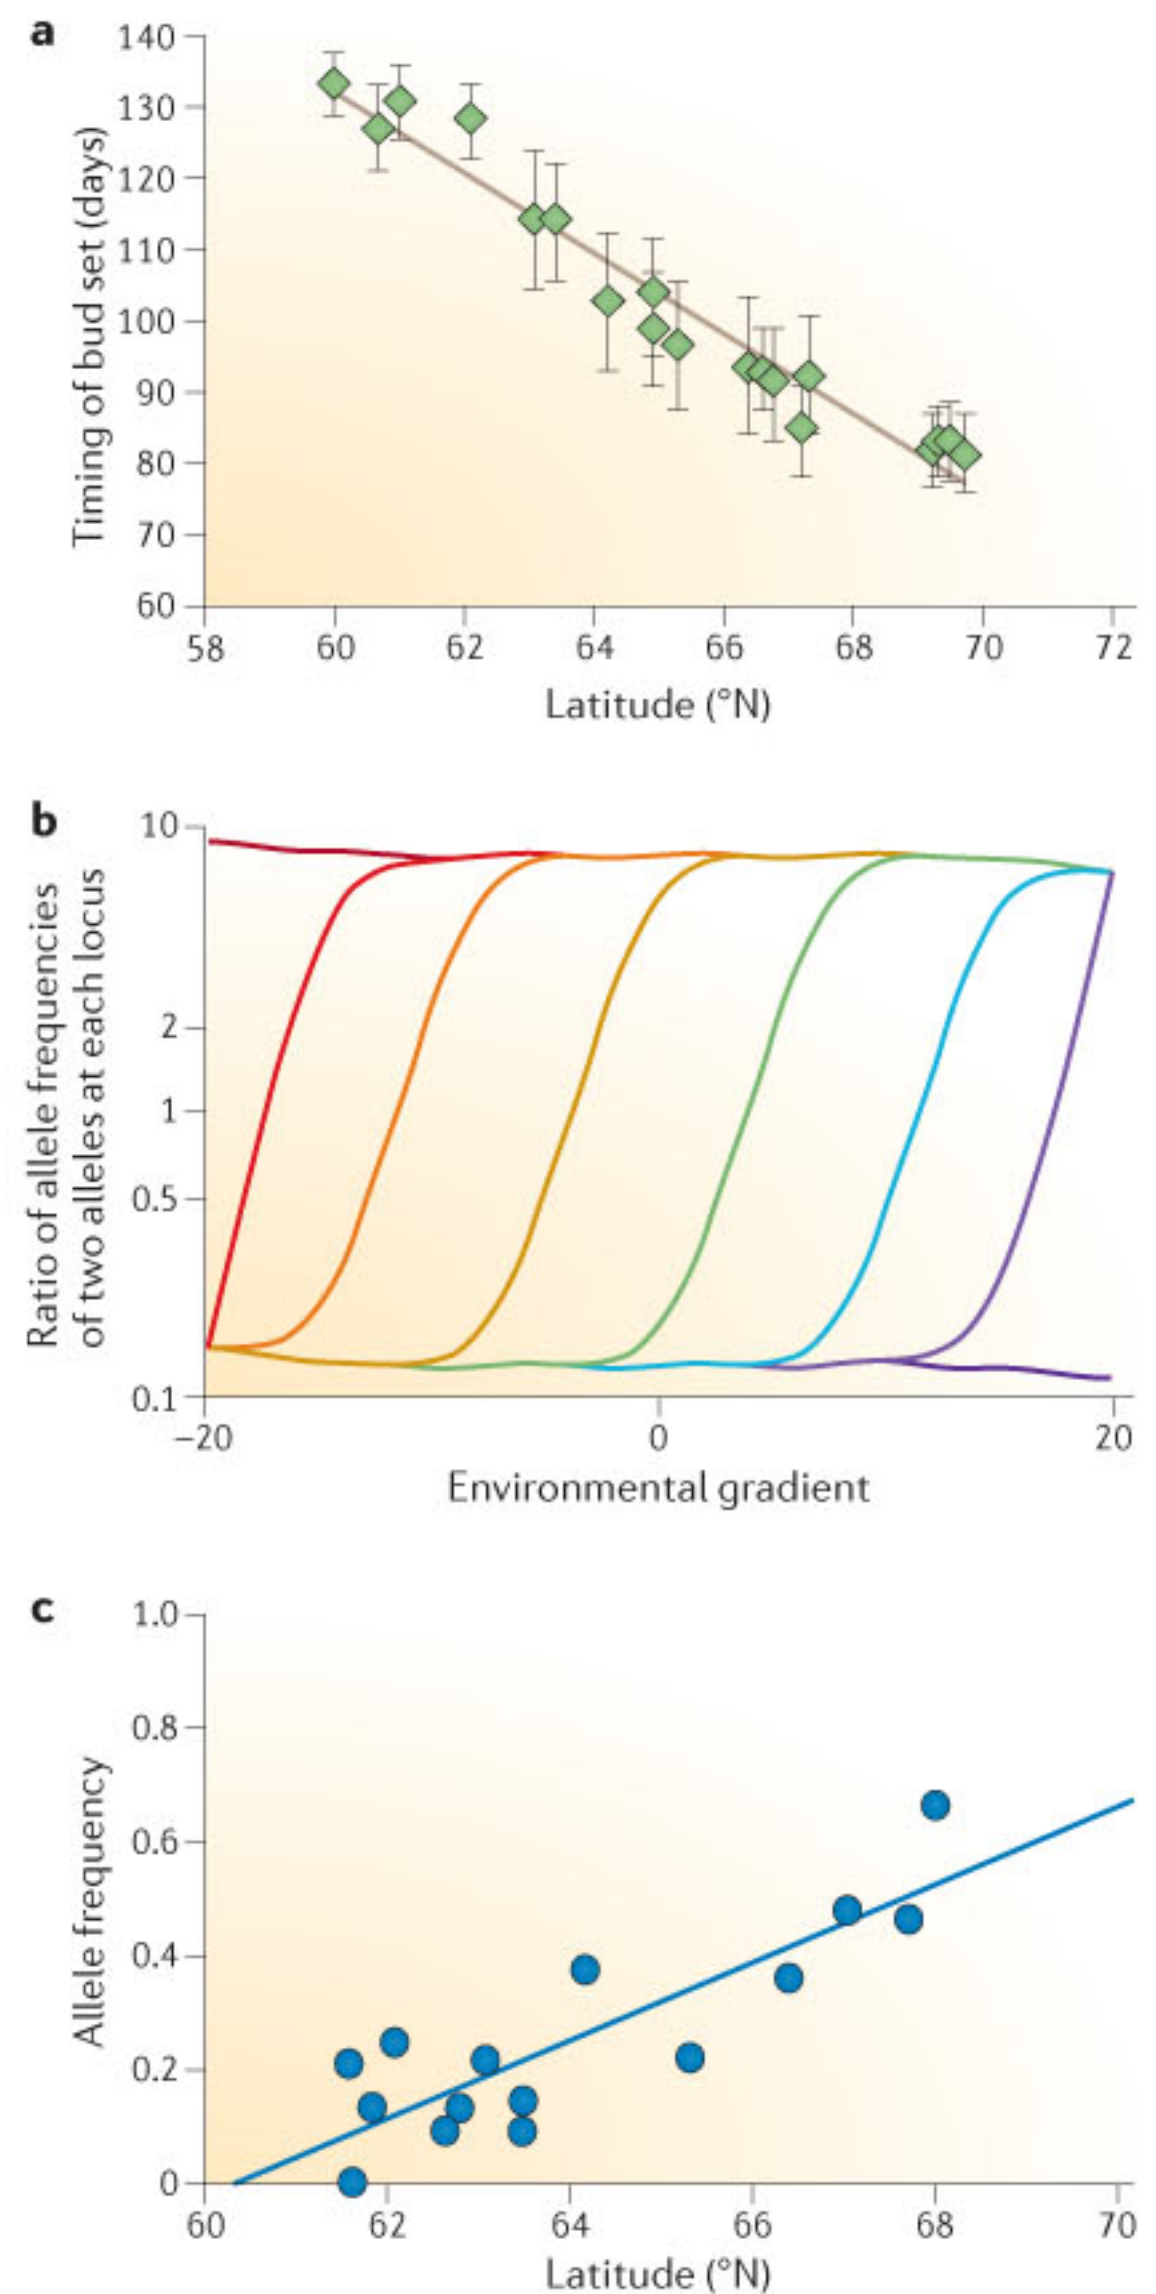 a
140
130
120
110
100
90
80
70
60
Timing of bud set (days)
58 60 62 64 66 68 70 72
Latitude (°N)
b
10
2
1
0.5
0.1
Ratio of allele frequencies
of two alleles at each locus
–20 0 20
Environmental gradient
c
1.0
0.8
0.6
0.4
0.2
0
Allele frequency
60 62 64 66 68 70
Latitude (°N)